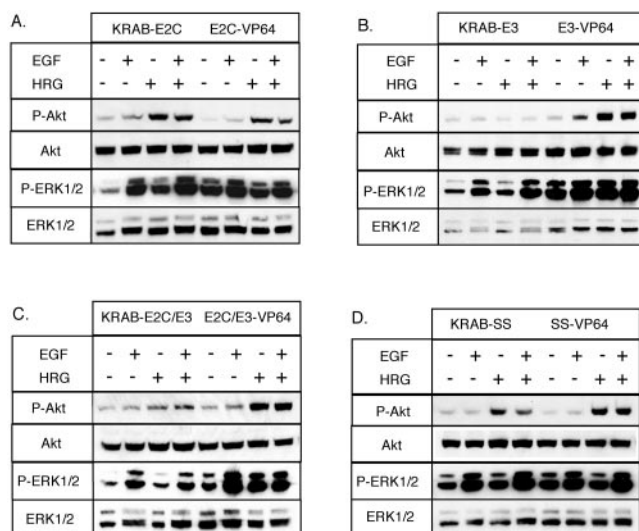 A.
KRAB-E2C E2C-VP64
EGF - + - + - + - +
HRG - - + + - - + +
P-Akt
Akt
P-ERK1/2
ERK1/2
B.
KRAB-E3 E3-VP64
EGF - + - + - + - +
HRG - - + + - - + +
P-Akt
Akt
P-ERK1/2
ERK1/2
C.
KRAB-E2C/E3 E2C/E3-VP64
EGF - + - + - + - +
HRG - - + + - - + +
P-Akt
Akt
P-ERK1/2
ERK1/2
D.
KRAB-SS SS-VP64
EGF - + - + - + - +
HRG - - + + - - + +
P-Akt
Akt
P-ERK1/2
ERK1/2